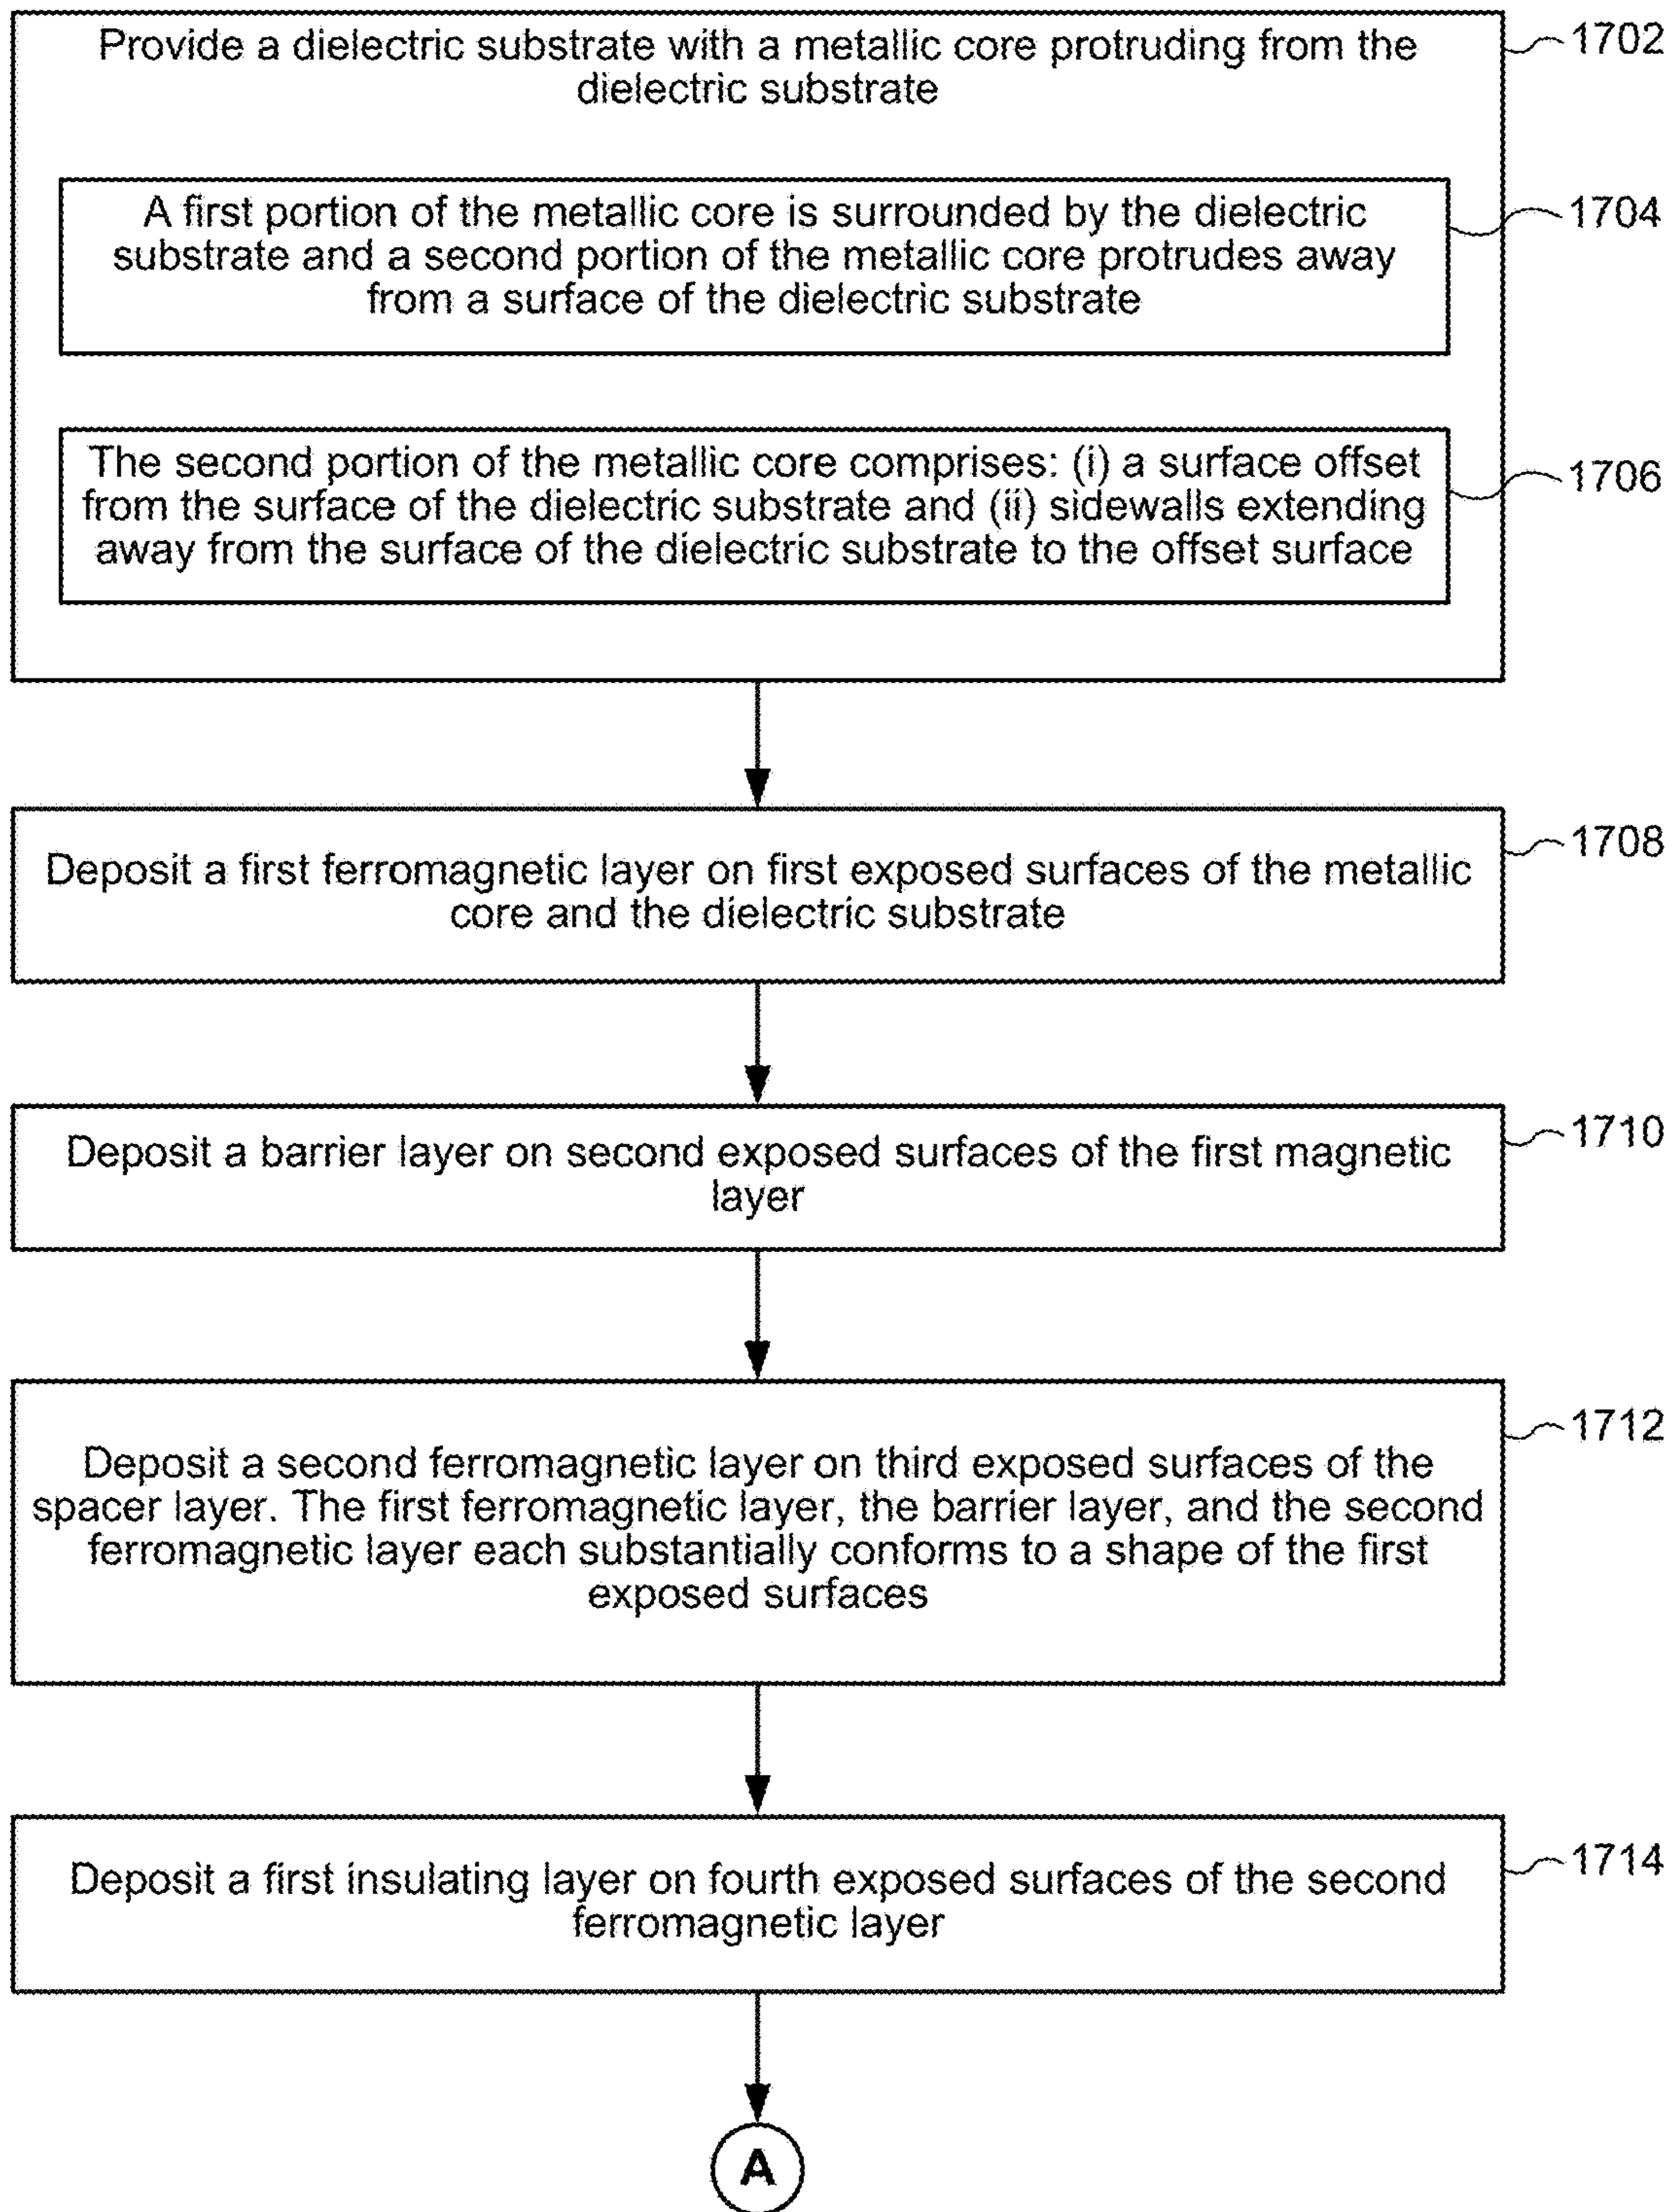 Provide a dielectric substrate with a metallic core protruding from the
dielectric substrate
1702
A first portion of the metallic core is surrounded by the dielectric
substrate and a second portion of the metallic core protrudes away
from a surface of the dielectric substrate
1704
The second portion of the metallic core comprises: (i) a surface offset
from the surface of the dielectric substrate and (ii) sidewalls extending
away from the surface of the dielectric substrate to the offset surface
1706
Deposit a first ferromagnetic layer on first exposed surfaces of the metallic
core and the dielectric substrate
1708
Deposit a barrier layer on second exposed surfaces of the first magnetic
layer
1710
Deposit a second ferromagnetic layer on third exposed surfaces of the
spacer layer. The first ferromagnetic layer, the barrier layer, and the second
ferromagnetic layer each substantially conforms to a shape of the first
exposed surfaces
1712
Deposit a first insulating layer on fourth exposed surfaces of the second
ferromagnetic layer
1714
A